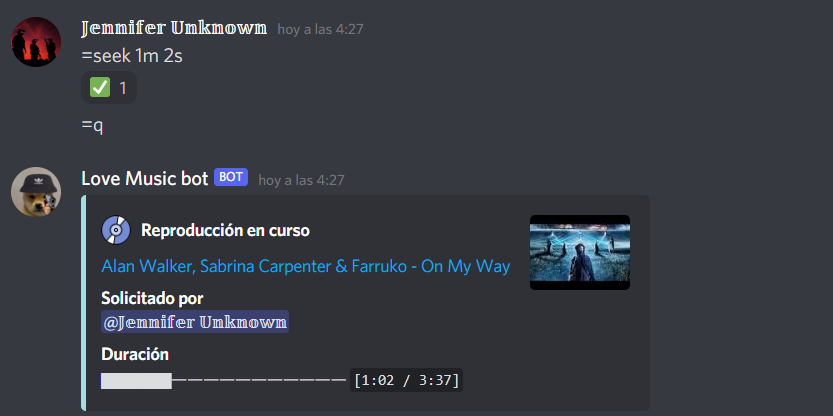 𝕁𝕖𝕟𝕟𝕚𝕗𝕖𝕣 𝕌𝕟𝕜𝕟𝕠𝕨𝕟 hoy a las 4:27
=seek 1m 2s
✅ 1
=q
Love Music bot BOT hoy a las 4:27
Reproducción en curso
Alan Walker, Sabrina Carpenter & Farruko - On My Way
Solicitado por
@𝕁𝕖𝕟𝕟𝕚𝕗𝕖𝕣 𝕌𝕟𝕜𝕟𝕠𝕨𝕟
Duración
[1:02 / 3:37]